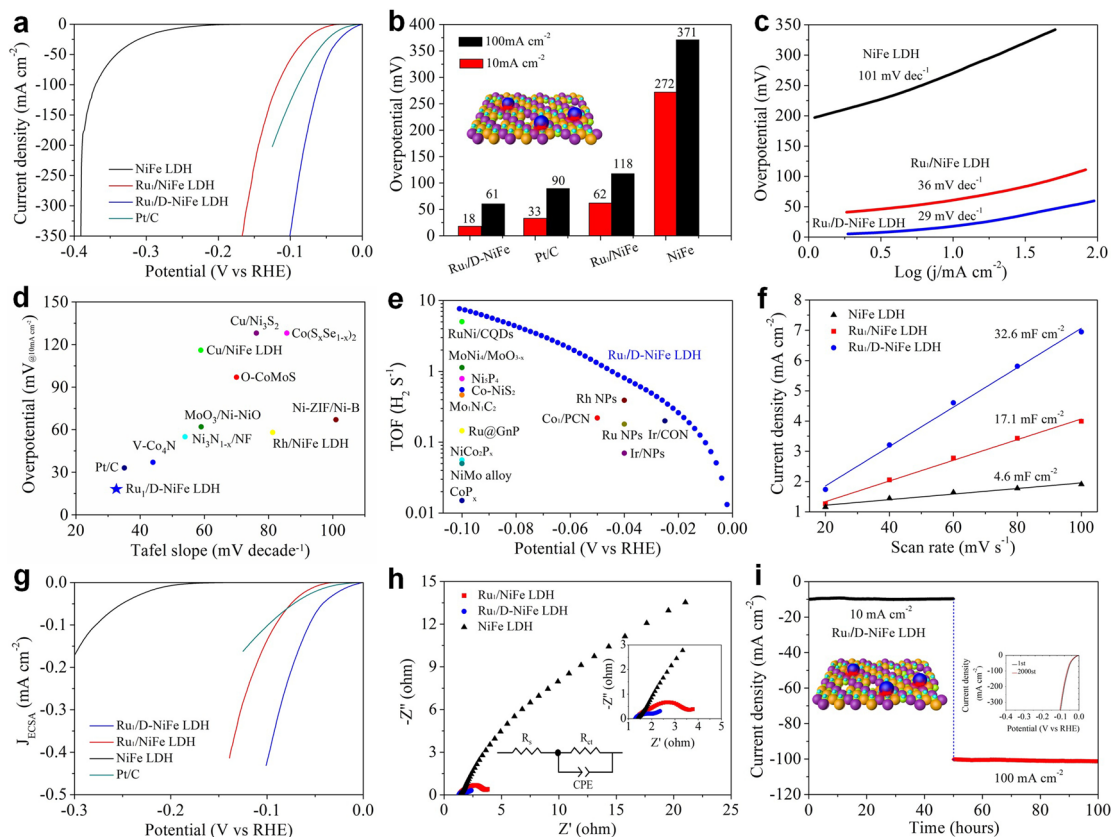 a
Current density (mA cm⁻²)
0
-50
-100
-150
-200
-250
-300
-350
NiFe LDH
Ru₁/NiFe LDH
Ru₁/D-NiFe LDH
Pt/C
-0.4
-0.3
-0.2
-0.1
0.0
Potential (V vs RHE)
b
Overpotential (mV)
400
350
300
250
200
150
100
50
0
100mA cm⁻²
10mA cm⁻²
18
61
33
90
62
118
272
371
Ru₁/D-NiFe
Pt/C
Ru₁/NiFe
NiFe
c
Overpotential (mV)
350
300
250
200
150
100
50
0
NiFe LDH
101 mV dec⁻¹
Ru₁/NiFe LDH
36 mV dec⁻¹
Ru₁/D-NiFe LDH
29 mV dec⁻¹
0.0
0.5
1.0
1.5
2.0
Log (j/mA cm⁻²)
d
Overpotential (mV@10mA cm⁻²)
150
120
90
60
30
0
Cu/Ni₃S₂
Co(SₓSe₁₋ₓ)₂
Cu/NiFe LDH
O-CoMoS
MoO₃/Ni-NiO
Ni-ZIF/Ni-B
V-Co₄N
Ni₃N₁₋ₓ/NF
Rh/NiFe LDH
Pt/C
Ru₁/D-NiFe LDH
40
60
80
100
Tafel slope (mV decade⁻¹)
e
TOF (H₂ S⁻¹)
10
1
0.1
0.01
RuNi/CQDs
Ru₁/D-NiFe LDH
MoNi₄/MoO₃₋ₓ
Ni₅P₄
Co-NiS₂
Mo₁N₁C₂
Rh NPs
Co₁/PCN
Ru@GnP
Ru NPs
Ir/CON
NiCo₂Pₓ
Ir/NPs
NiMo alloy
CoPₓ
-0.10
-0.08
-0.06
-0.04
-0.02
0.00
Potential (V vs RHE)
f
Current density (mA cm⁻²)
8
7
6
5
4
3
2
1
NiFe LDH
Ru₁/NiFe LDH
Ru₁/D-NiFe LDH
32.6 mF cm⁻²
17.1 mF cm⁻²
4.6 mF cm⁻²
20
40
60
80
100
Scan rate (mV s⁻¹)
g
J_ECSA (mA cm⁻²)
0.0
-0.1
-0.2
-0.3
-0.4
-0.5
Ru₁/D-NiFe LDH
Ru₁/NiFe LDH
NiFe LDH
Pt/C
-0.3
-0.2
-0.1
0.0
Potential (V vs RHE)
h
-Z'' (ohm)
15
12
9
6
3
0
Ru₁/NiFe LDH
Ru₁/D-NiFe LDH
NiFe LDH
-Z'' (ohm)
3
2
1
0
0
1
2
3
4
5
Z' (ohm)
Rₛ
R_ct
CPE
0
5
10
15
20
25
Z' (ohm)
i
Current density (mA cm⁻²)
0
-20
-40
-60
-80
-100
-120
-140
10 mA cm⁻²
Ru₁/D-NiFe LDH
Current density
(mA cm⁻²)
0
-100
-200
-300
1st
2000st
-0.4
-0.3
-0.2
-0.1
0.0
Potential (V vs RHE)
100 mA cm⁻²
0
20
40
60
80
100
Time (hours)